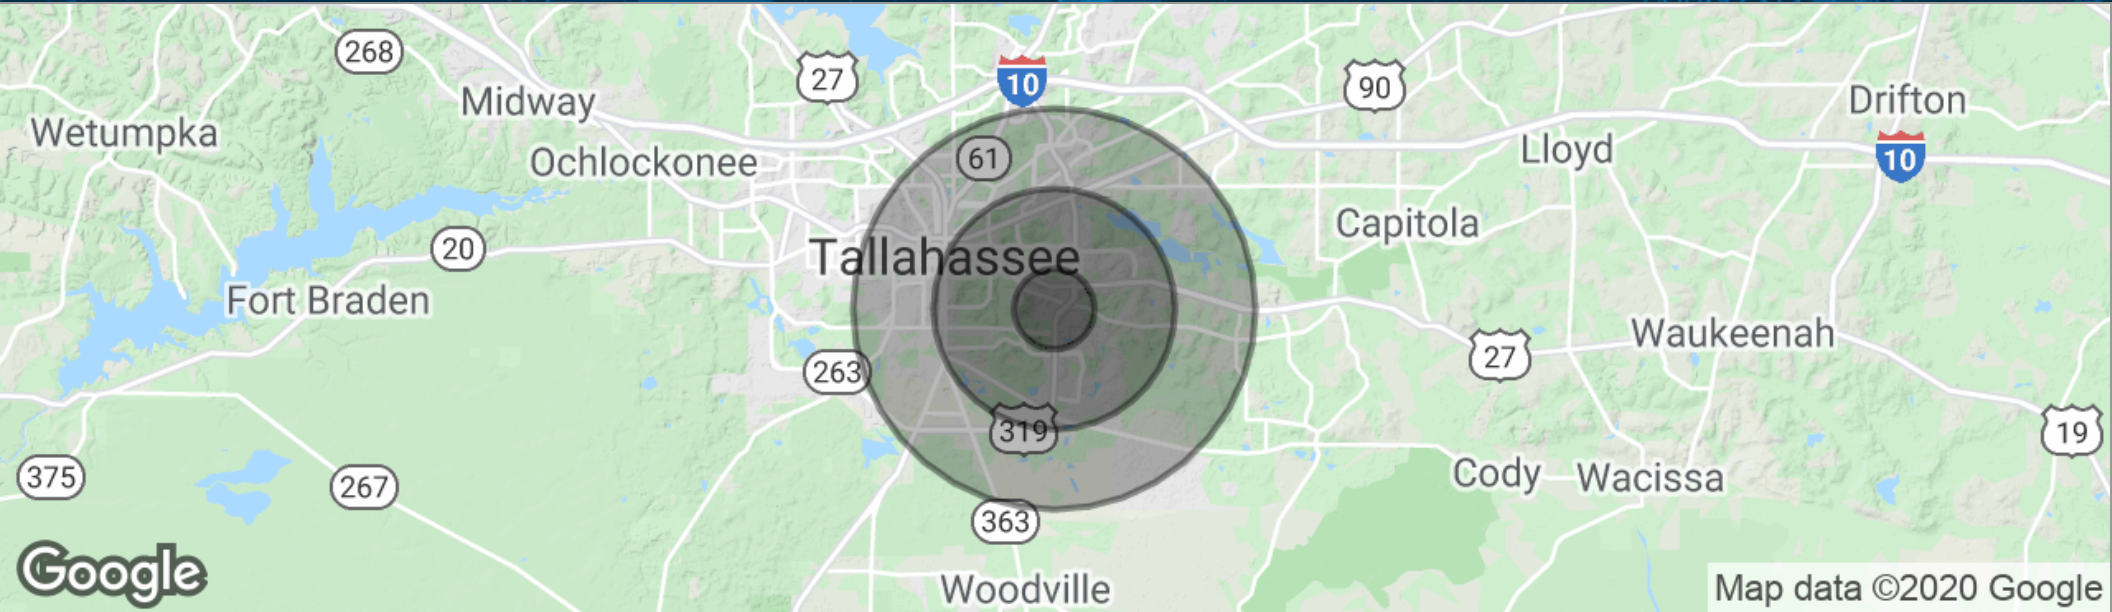 268
27
10
90
Midway
Drifton
Wetumpka
Lloyd
61
10
Ochlockonee
Capitola
20
Tallahassee
Fort Braden
Waukeenah
27
263
319
19
375
267
Cody
Wacissa
363
Google
Woodville
Map data ©2020 Google